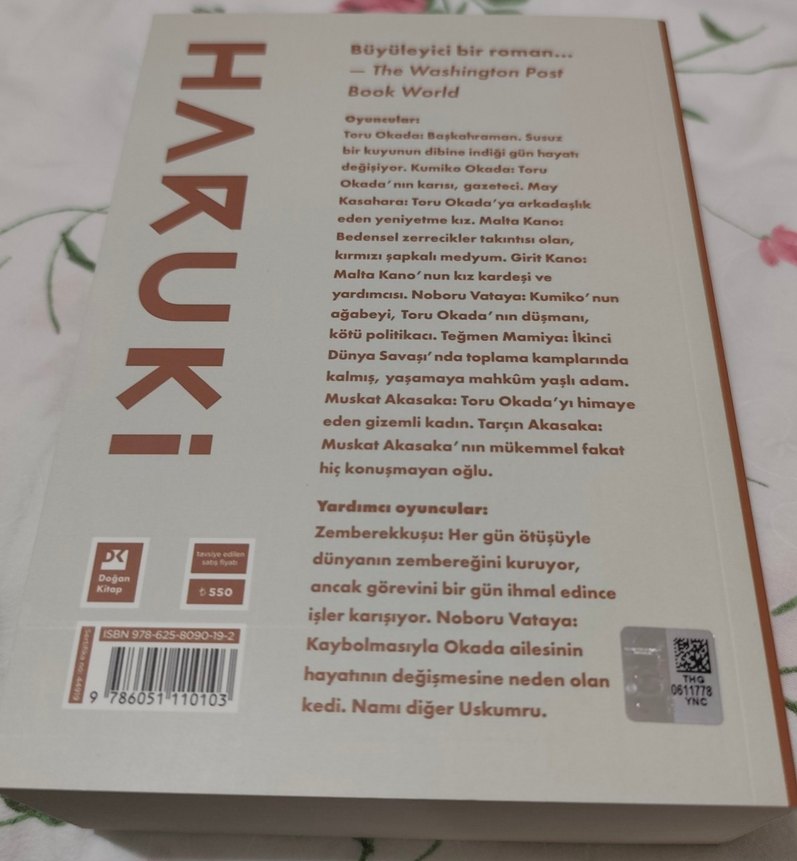 HARUKİ
Büyüleyici bir roman...
— The Washington Post
Book World
Oyuncular:
Toru Okada: Başkahraman. Susuz
bir kuyunun dibine indiği gün hayatı
değişiyor. Kumiko Okada: Toru
Okada'nın karısı, gazeteci. May
Kasahara: Toru Okada'ya arkadaşlık
eden yeniyetme kız. Malta Kano:
Bedensel zerrecikler takıntısı olan,
kırmızı şapkalı medyum. Girit Kano:
Malta Kano'nun kız kardeşi ve
yardımcısı. Noboru Vataya: Kumiko'nun
ağabeyi, Toru Okada'nın düşmanı,
kötü politikacı. Teğmen Mamiya: İkinci
Dünya Savaşı'nda toplama kamplarında
kalmış, yaşamaya mahkûm yaşlı adam.
Muskat Akasaka: Toru Okada'yı himaye
eden gizemli kadın. Tarçın Akasaka:
Muskat Akasaka'nın mükemmel fakat
hiç konuşmayan oğlu.
Yardımcı oyuncular:
Zemberekkuşu: Her gün ötüşüyle
dünyanın zembereğini kuruyor,
ancak görevini bir gün ihmal edince
işler karışıyor. Noboru Vataya:
Kaybolmasıyla Okada ailesinin
hayatının değişmesine neden olan
kedi. Namı diğer Uskumru.
DK
Doğan
Kitap
tavsiye edilen
satış fiyatı
₺ 550
Sertifika no: 44919
ISBN 978-625-8090-19-2
9 786051 110103
THG
0611778
YNC